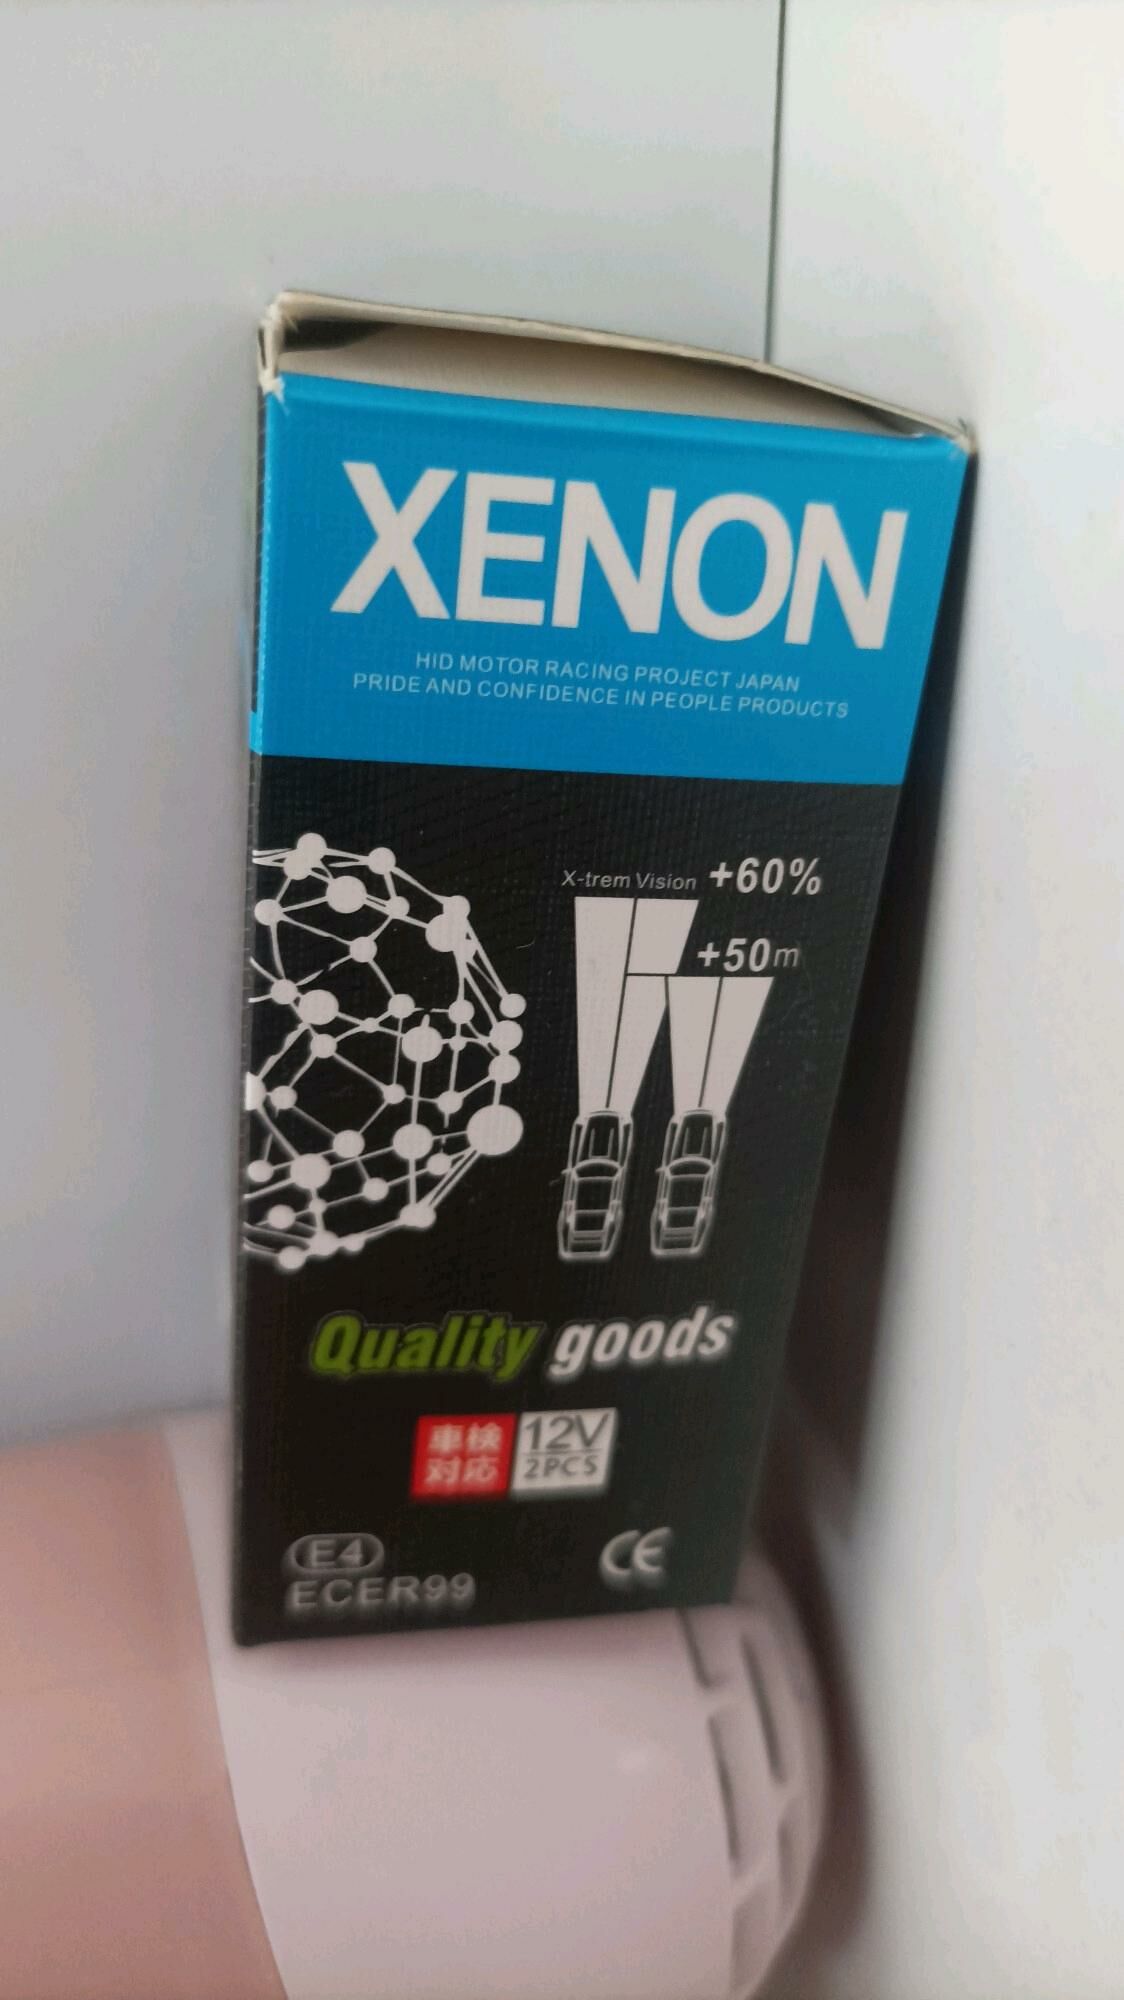 XENON
HID MOTOR RACING PROJECT JAPAN
PRIDE AND CONFIDENCE IN PEOPLE PRODUCTS
X-trem Vision +60%
+50m
Quality goods
車検
対応
12V
2PCS
E4
ECER99
CE